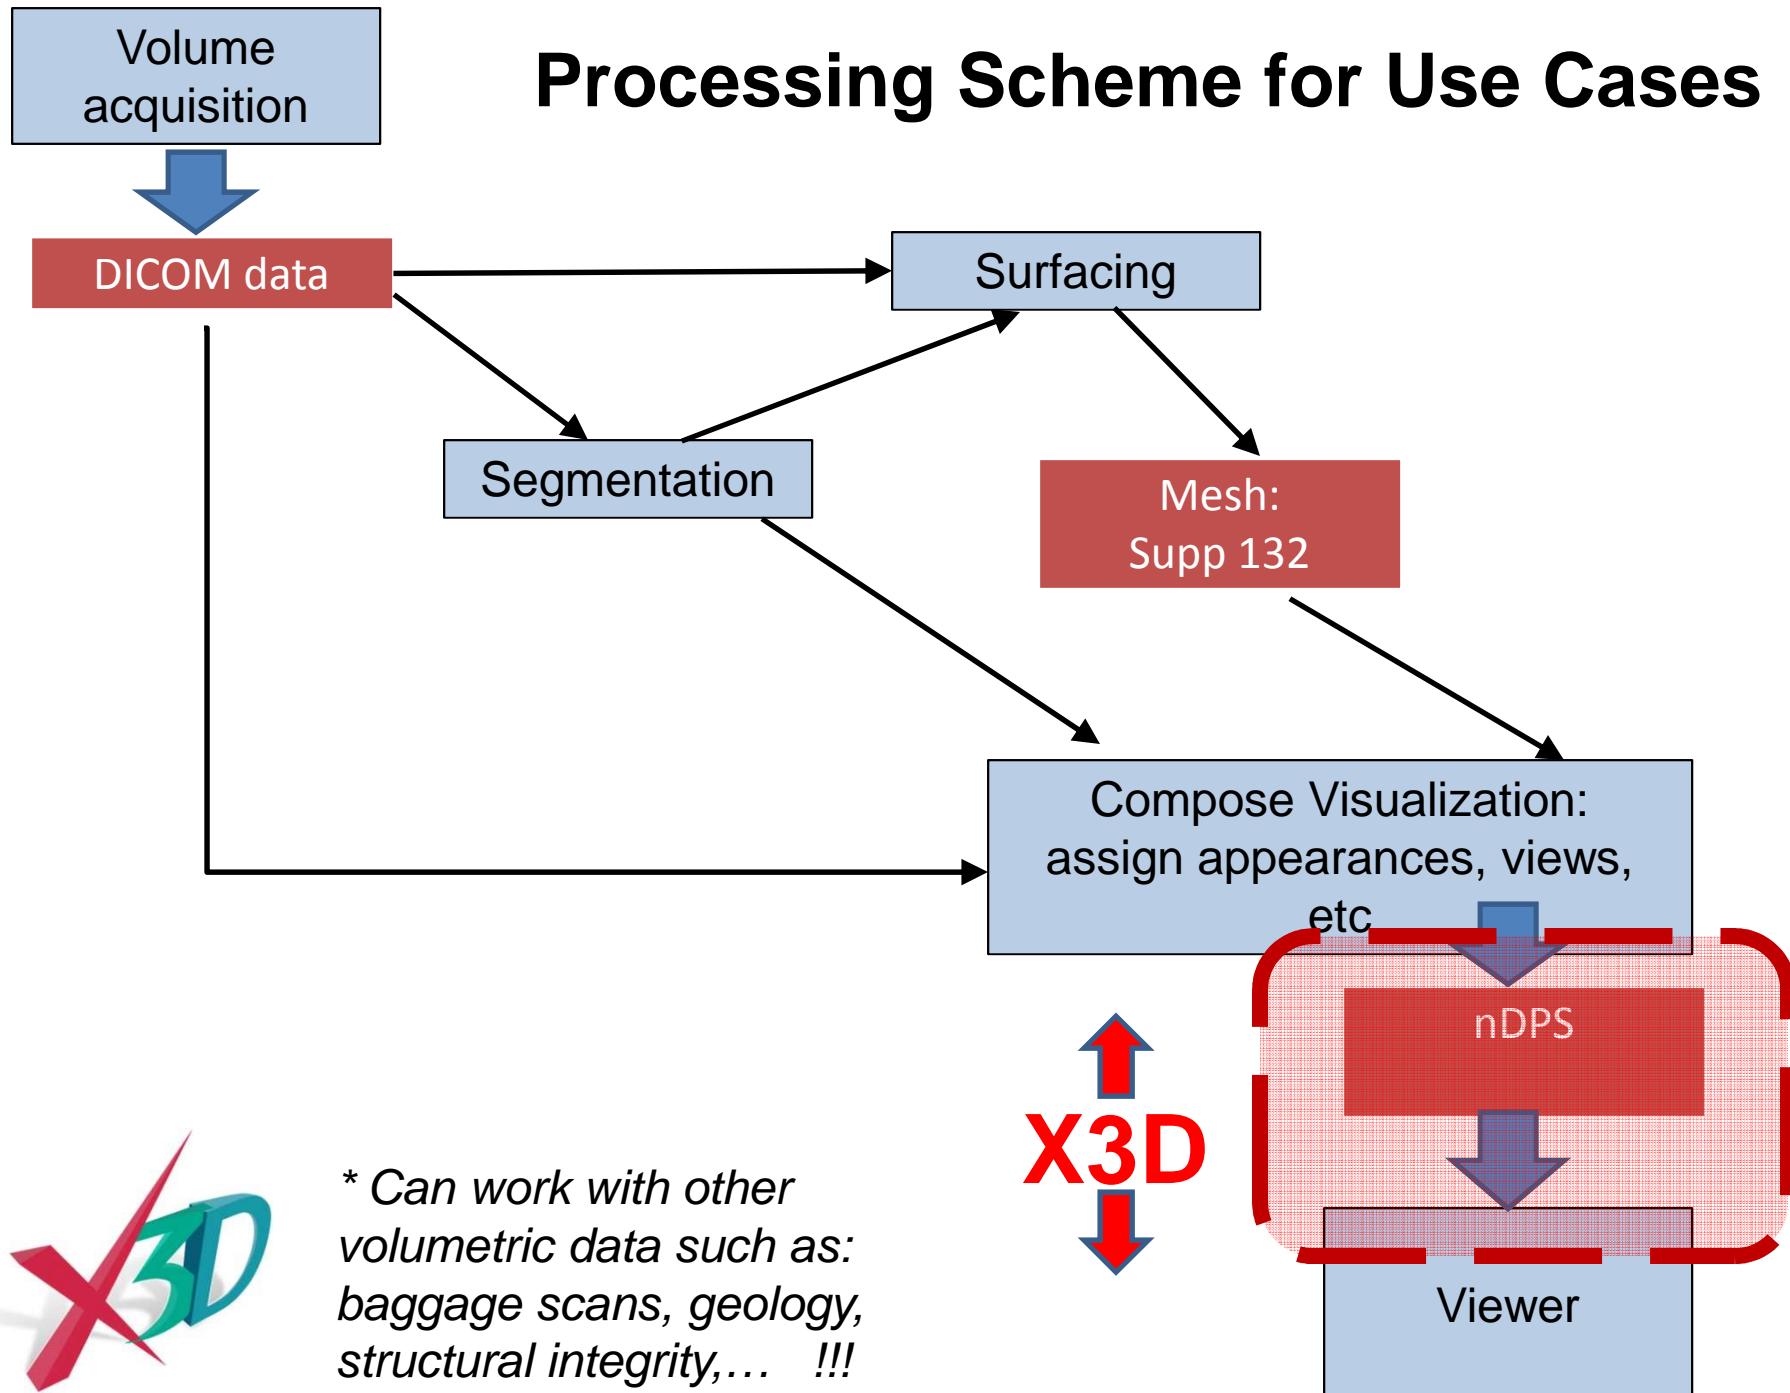 Volume
acquisition
Processing Scheme for Use Cases
DICOM data
Surfacing
Segmentation
Mesh:
Supp 132
Compose Visualization:
assign appearances, views,
etc
nDPS
X3D
Viewer
X3D
* Can work with other
volumetric data such as:
baggage scans, geology,
structural integrity,… !!!